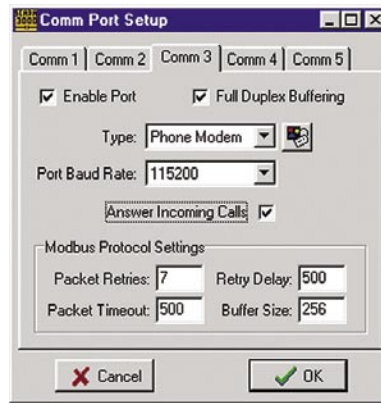 Comm Port Setup
Comm 1 Comm 2 Comm 3 Comm 4 Comm 5
Enable Port Full Duplex Buffering
Type: Phone Modem
Port Baud Rate: 115200
Answer Incoming Calls
Modbus Protocol Settings
Packet Retries: 7 Retry Delay: 500
Packet Timeout: 500 Buffer Size: 256
Cancel OK